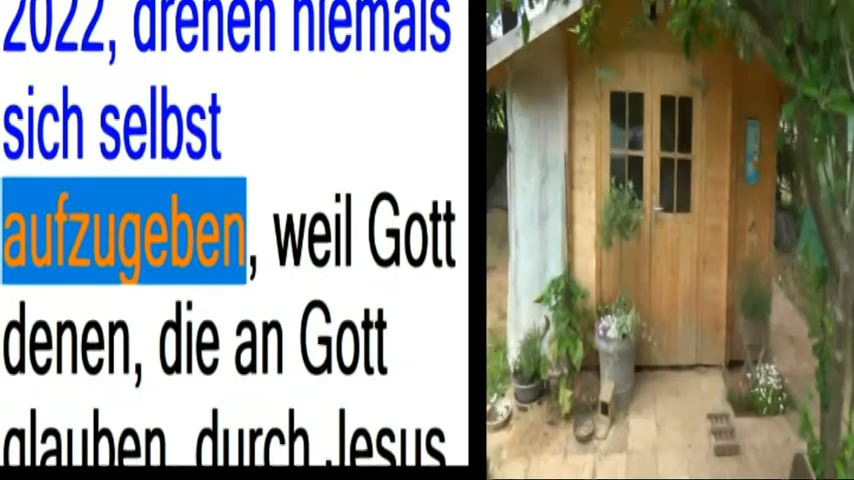 2022, drehen niemals
sich selbst
aufzugeben, weil Gott
denen, die an Gott
glauben, durch Jesus